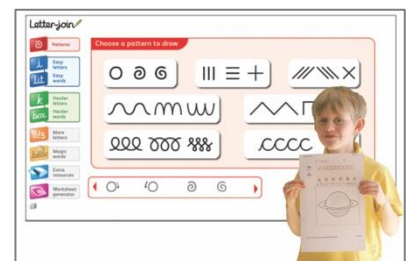 Letter-join
Choose a pattern to draw
Patterns
Easy
letters
Easy
words
Harder
letters
Harder
words
More
letters
Magic
words
Extra
resources
Worksheet
generator